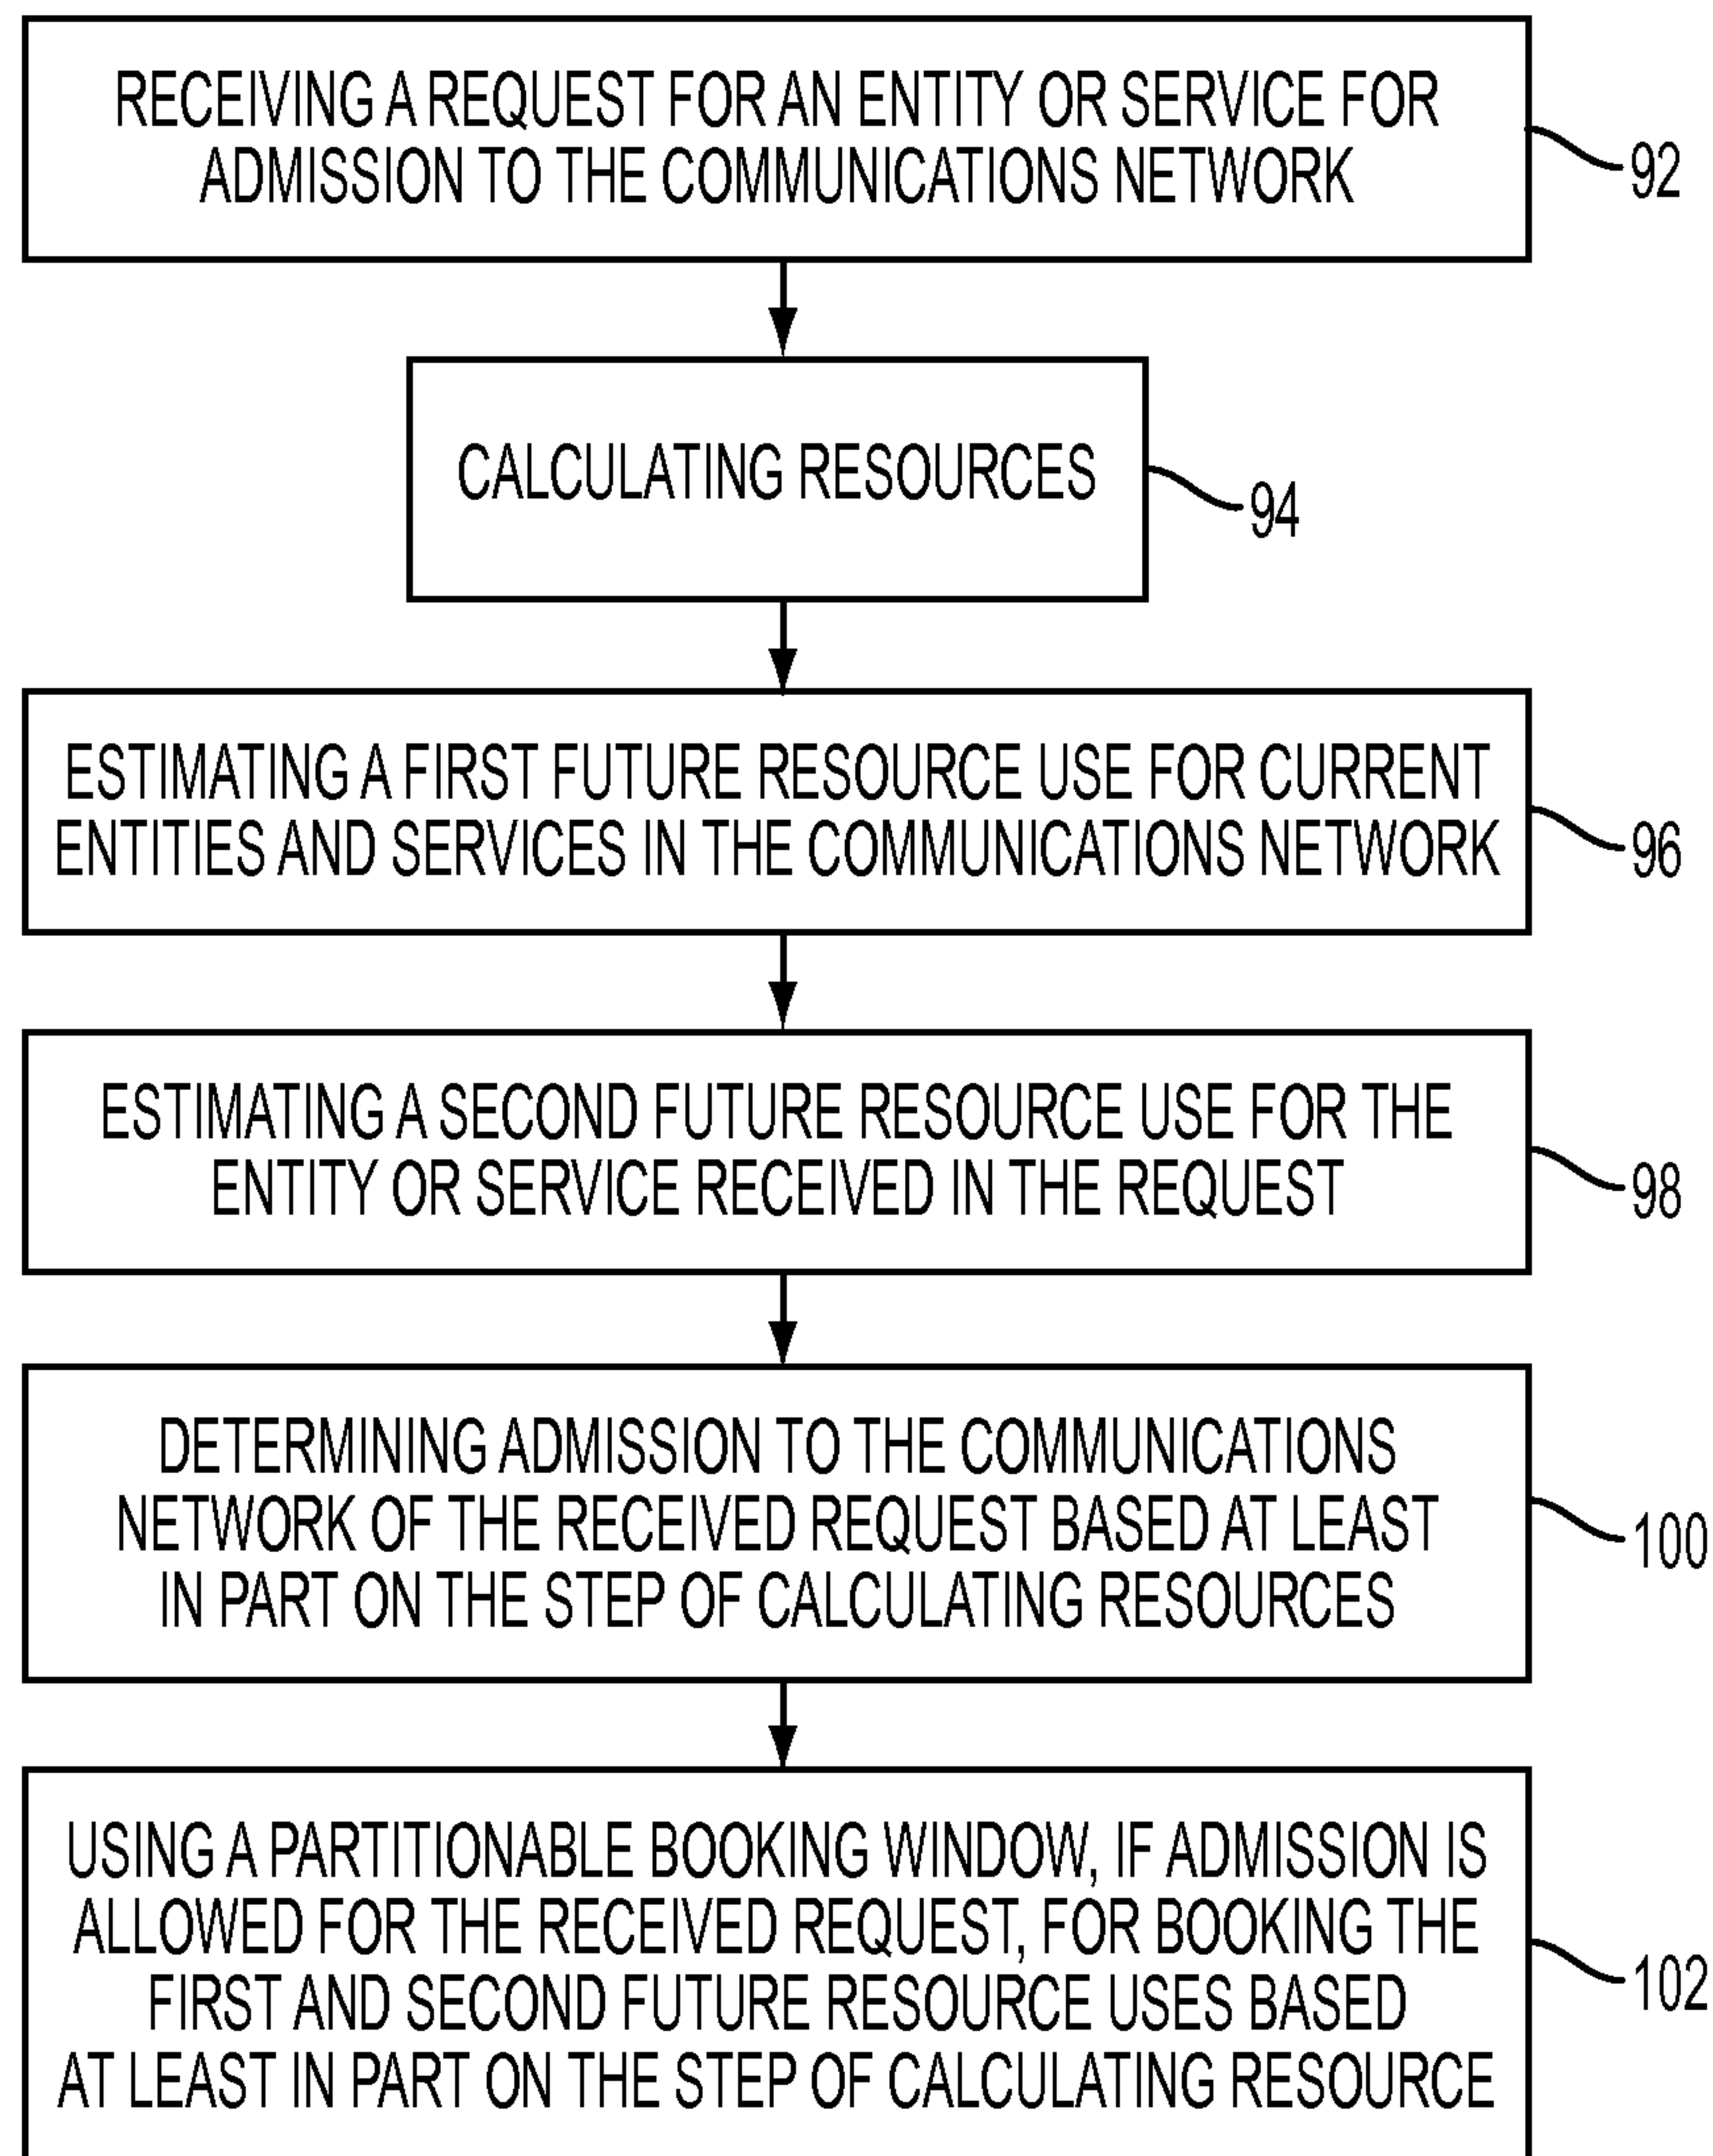 RECEIVING A REQUEST FOR AN ENTITY OR SERVICE FOR
ADMISSION TO THE COMMUNICATIONS NETWORK
92
CALCULATING RESOURCES
94
ESTIMATING A FIRST FUTURE RESOURCE USE FOR CURRENT
ENTITIES AND SERVICES IN THE COMMUNICATIONS NETWORK
96
ESTIMATING A SECOND FUTURE RESOURCE USE FOR THE
ENTITY OR SERVICE RECEIVED IN THE REQUEST
98
DETERMINING ADMISSION TO THE COMMUNICATIONS
NETWORK OF THE RECEIVED REQUEST BASED AT LEAST
IN PART ON THE STEP OF CALCULATING RESOURCES
100
USING A PARTITIONABLE BOOKING WINDOW, IF ADMISSION IS
ALLOWED FOR THE RECEIVED REQUEST, FOR BOOKING THE
FIRST AND SECOND FUTURE RESOURCE USES BASED
AT LEAST IN PART ON THE STEP OF CALCULATING RESOURCE
102